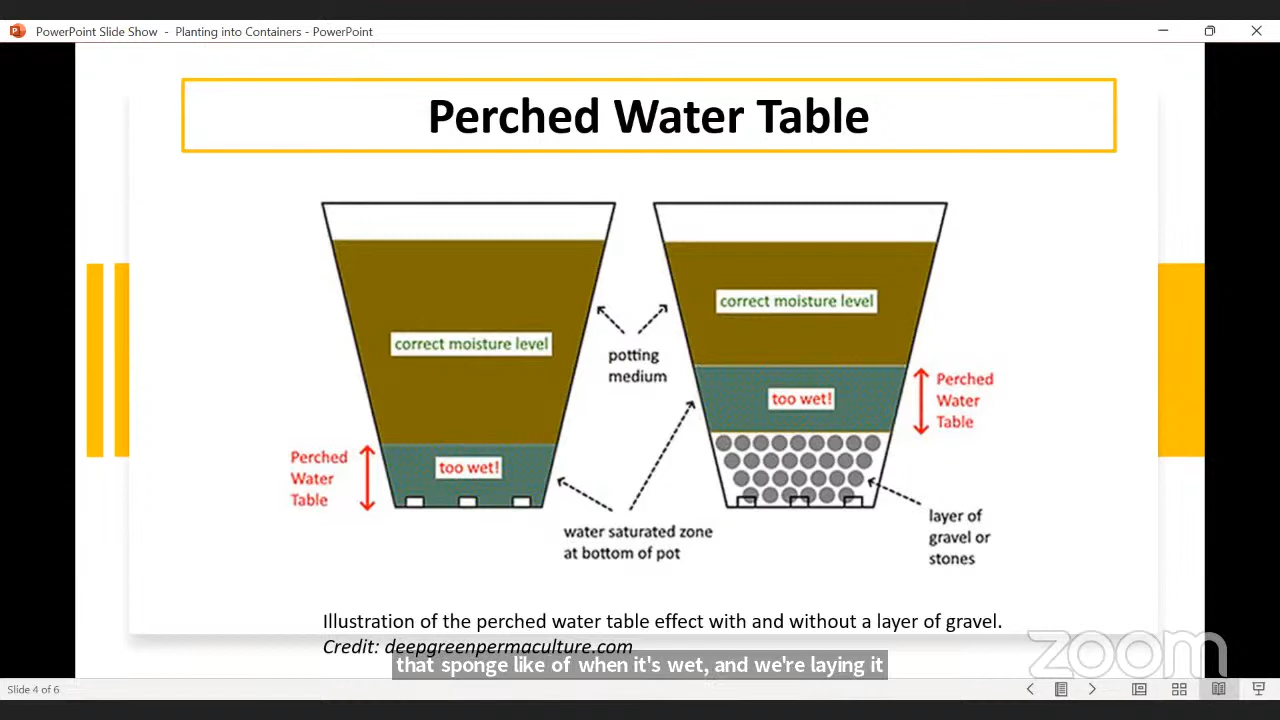 PowerPoint Slide Show - Planting into Containers - PowerPoint
Perched Water Table
correct moisture level
correct moisture level
potting
medium
Perched
Water
Table
too wet!
too wet!
Perched
Water
Table
water saturated zone
at bottom of pot
layer of
gravel or
stones
Illustration of the perched water table effect with and without a layer of gravel.
Credit: deepgreenpermaculture.com
that sponge like of when it's wet, and we're laying it
zoom
Slide 4 of 6